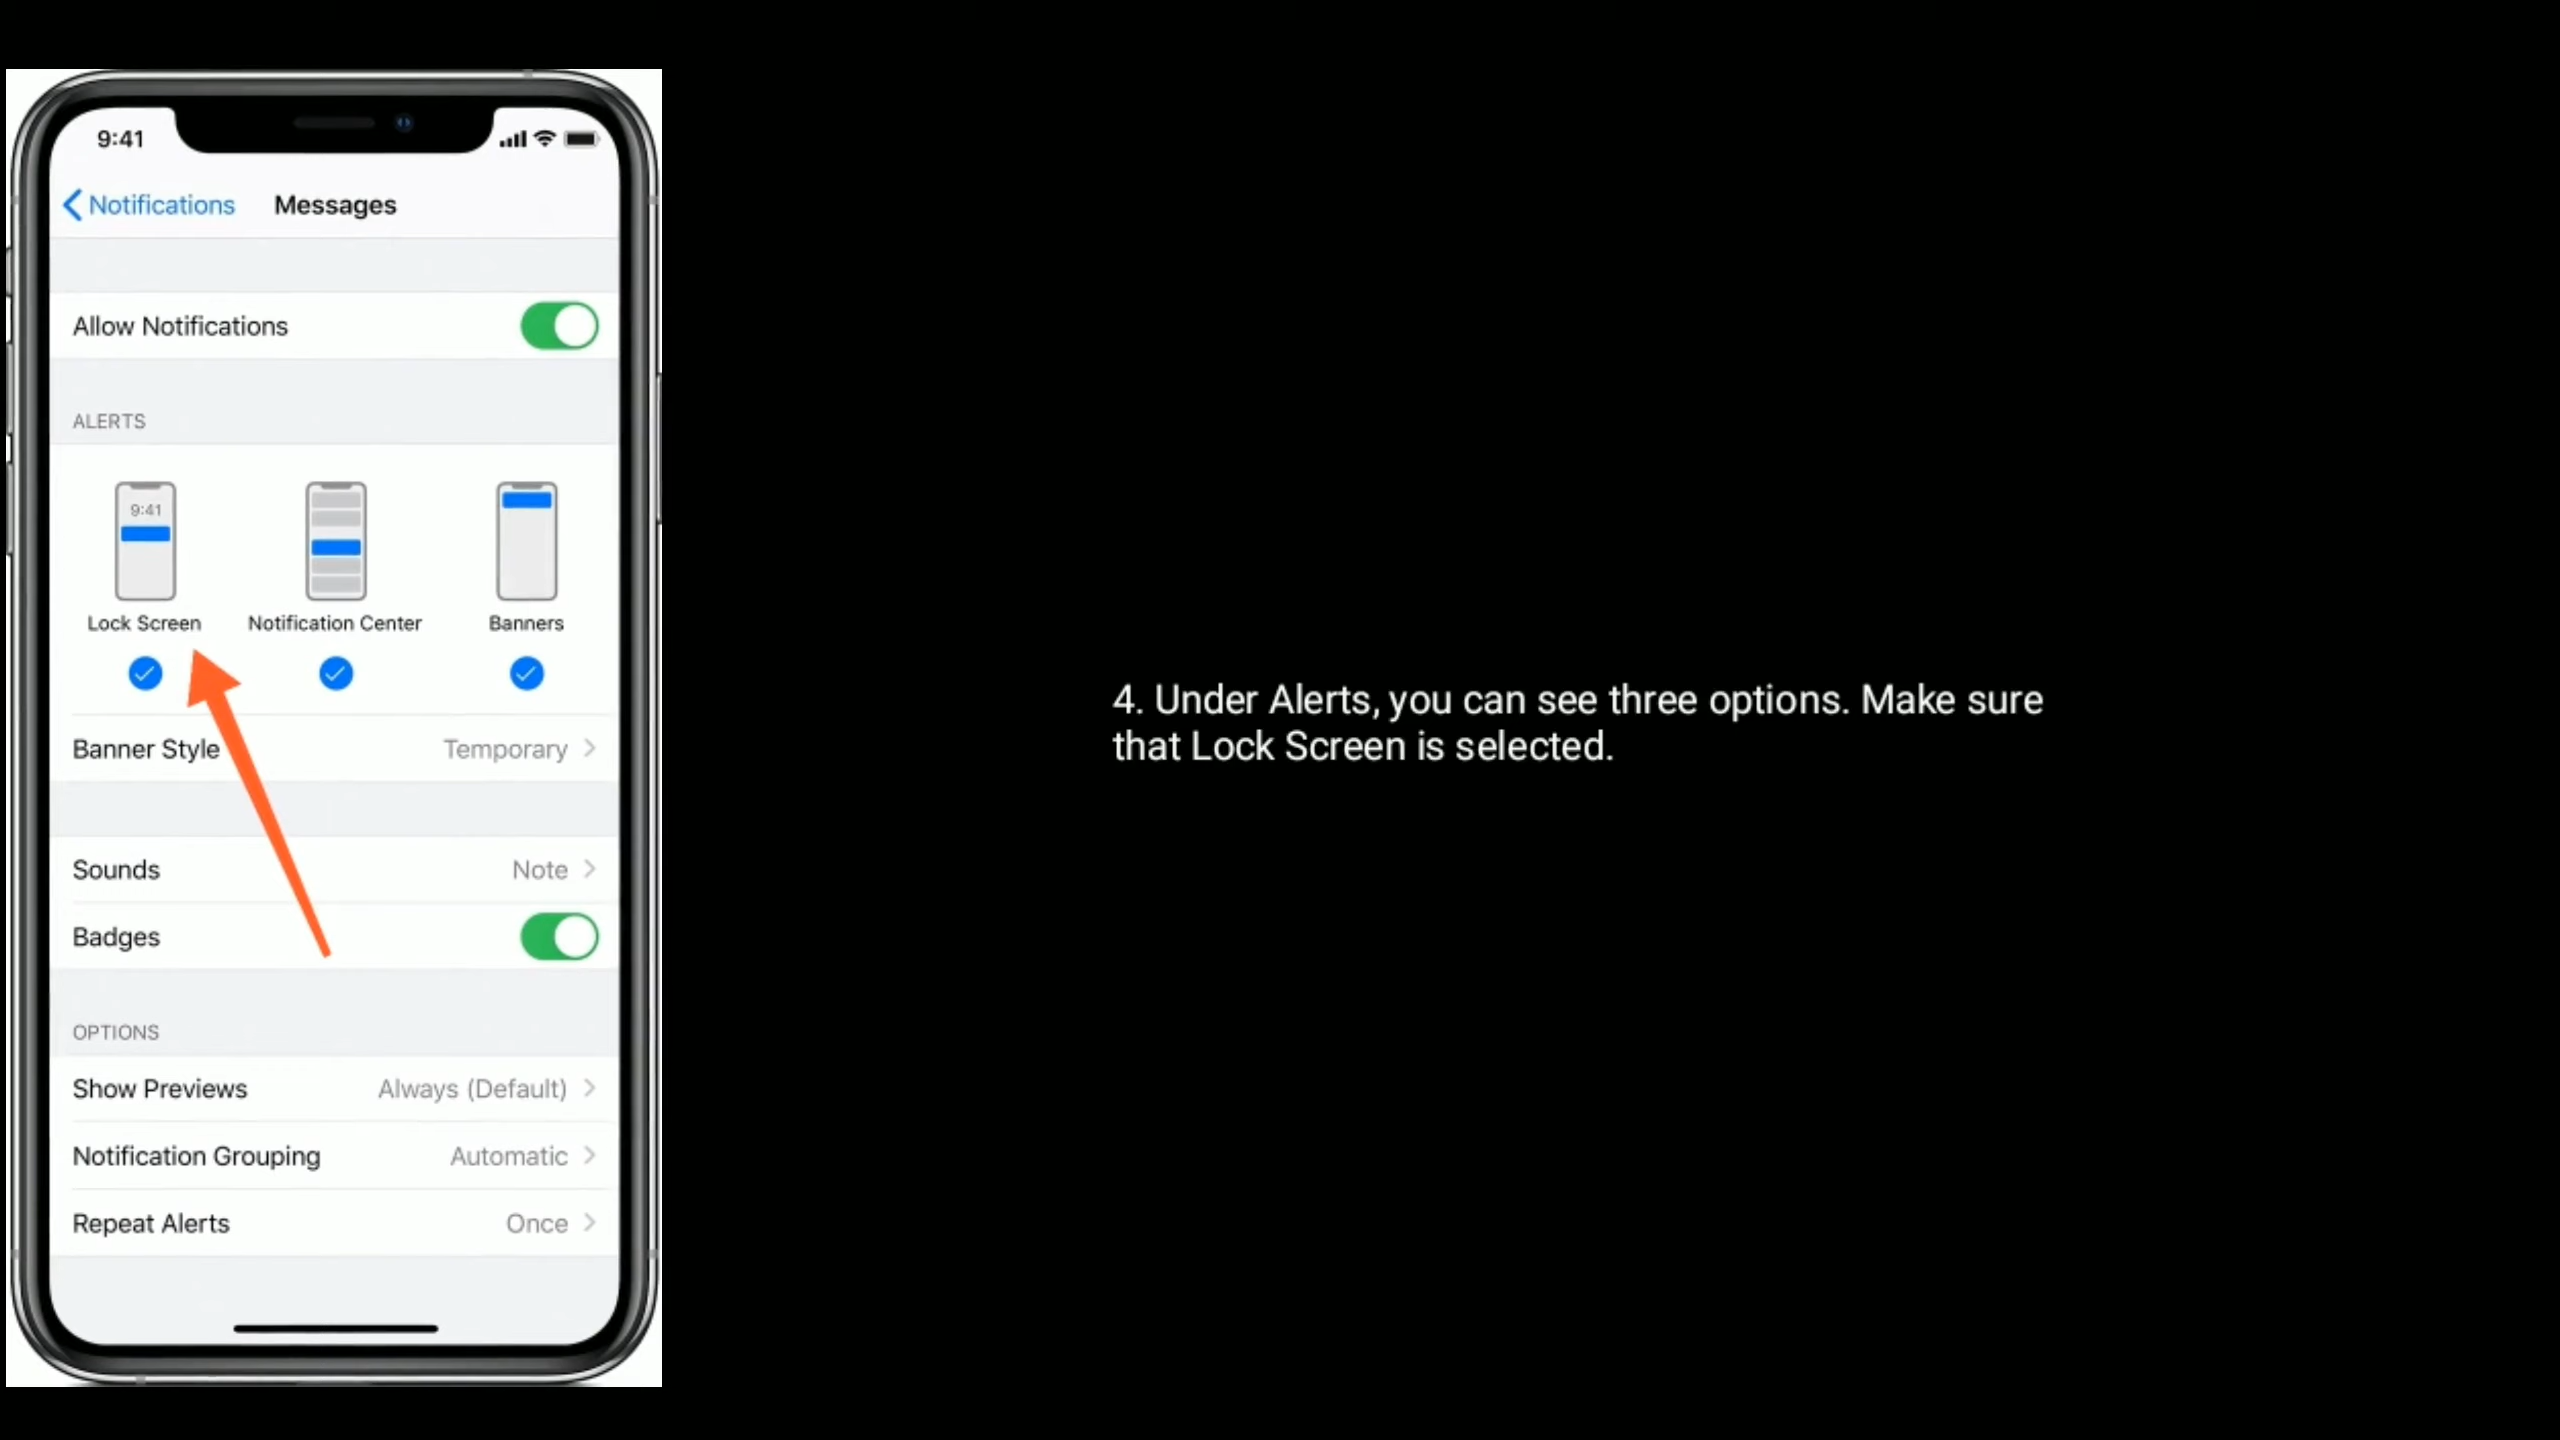 9:41
Notifications Messages
Allow Notifications
ALERTS
9:41
Lock Screen Notification Center Banners
Banner Style Temporary
Sounds Note
Badges
OPTIONS
Show Previews Always (Default)
Notification Grouping Automatic
Repeat Alerts Once
4. Under Alerts, you can see three options. Make sure
that Lock Screen is selected.